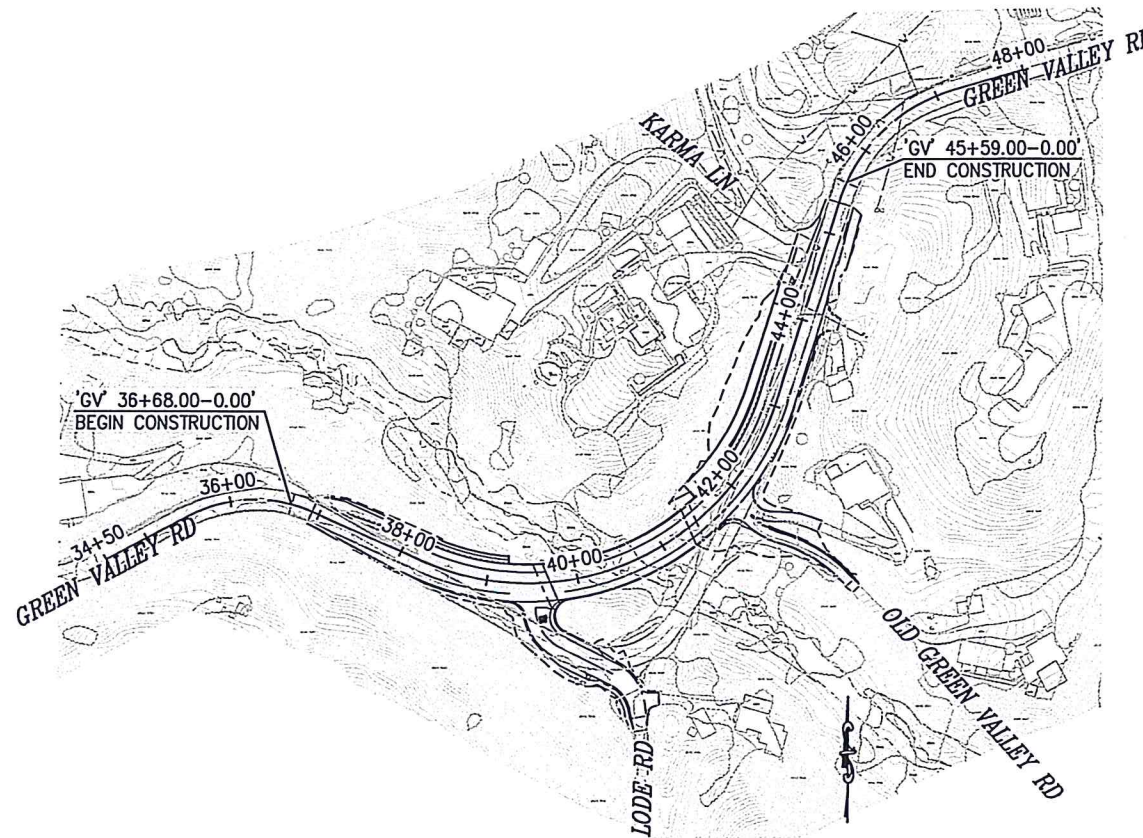 48+00
GREEN VALLEY R
KARMA LN
46+00
'GV' 45+59.00-0.00'
END CONSTRUCTION
44+00
'GV' 36+68.00-0.00'
BEGIN CONSTRUCTION
42+00
36+00
38+00
34+50
40+00
GREEN VALLEY RD
OLD GREEN VALLEY RD
LODE RD